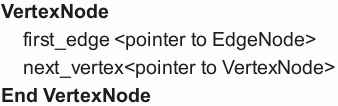 VertexNode
first_edge <pointer to EdgeNode>
next_vertex<pointer to VertexNode>
End VertexNode